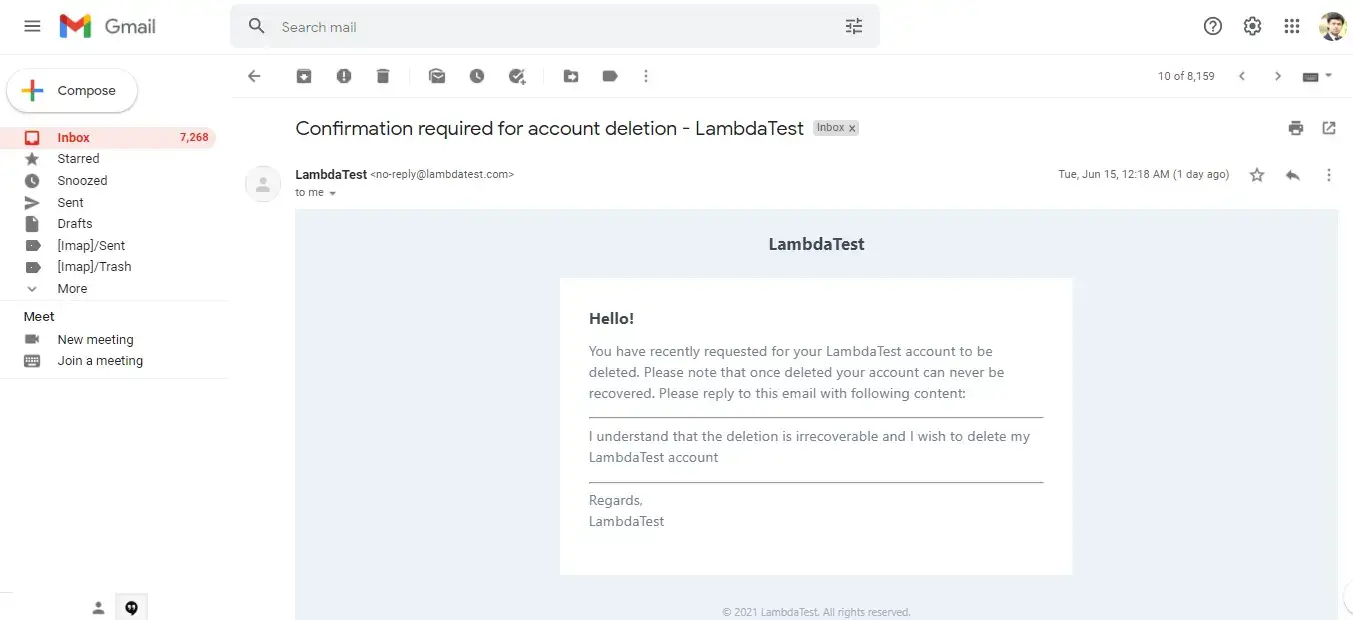 Gmail
Search mail
Compose
10 of 8,159
Inbox 7,268
Starred
Snoozed
Sent
Drafts
[Imap]/Sent
[Imap]/Trash
More
Meet
New meeting
Join a meeting
Confirmation required for account deletion - LambdaTest Inbox x
LambdaTest <no-reply@lambdatest.com>
Tue, Jun 15, 12:18 AM (1 day ago)
to me
LambdaTest
Hello!
You have recently requested for your LambdaTest account to be
deleted. Please note that once deleted your account can never be
recovered. Please reply to this email with following content:
I understand that the deletion is irrecoverable and I wish to delete my
LambdaTest account
Regards,
LambdaTest
© 2021 LambdaTest. All rights reserved.